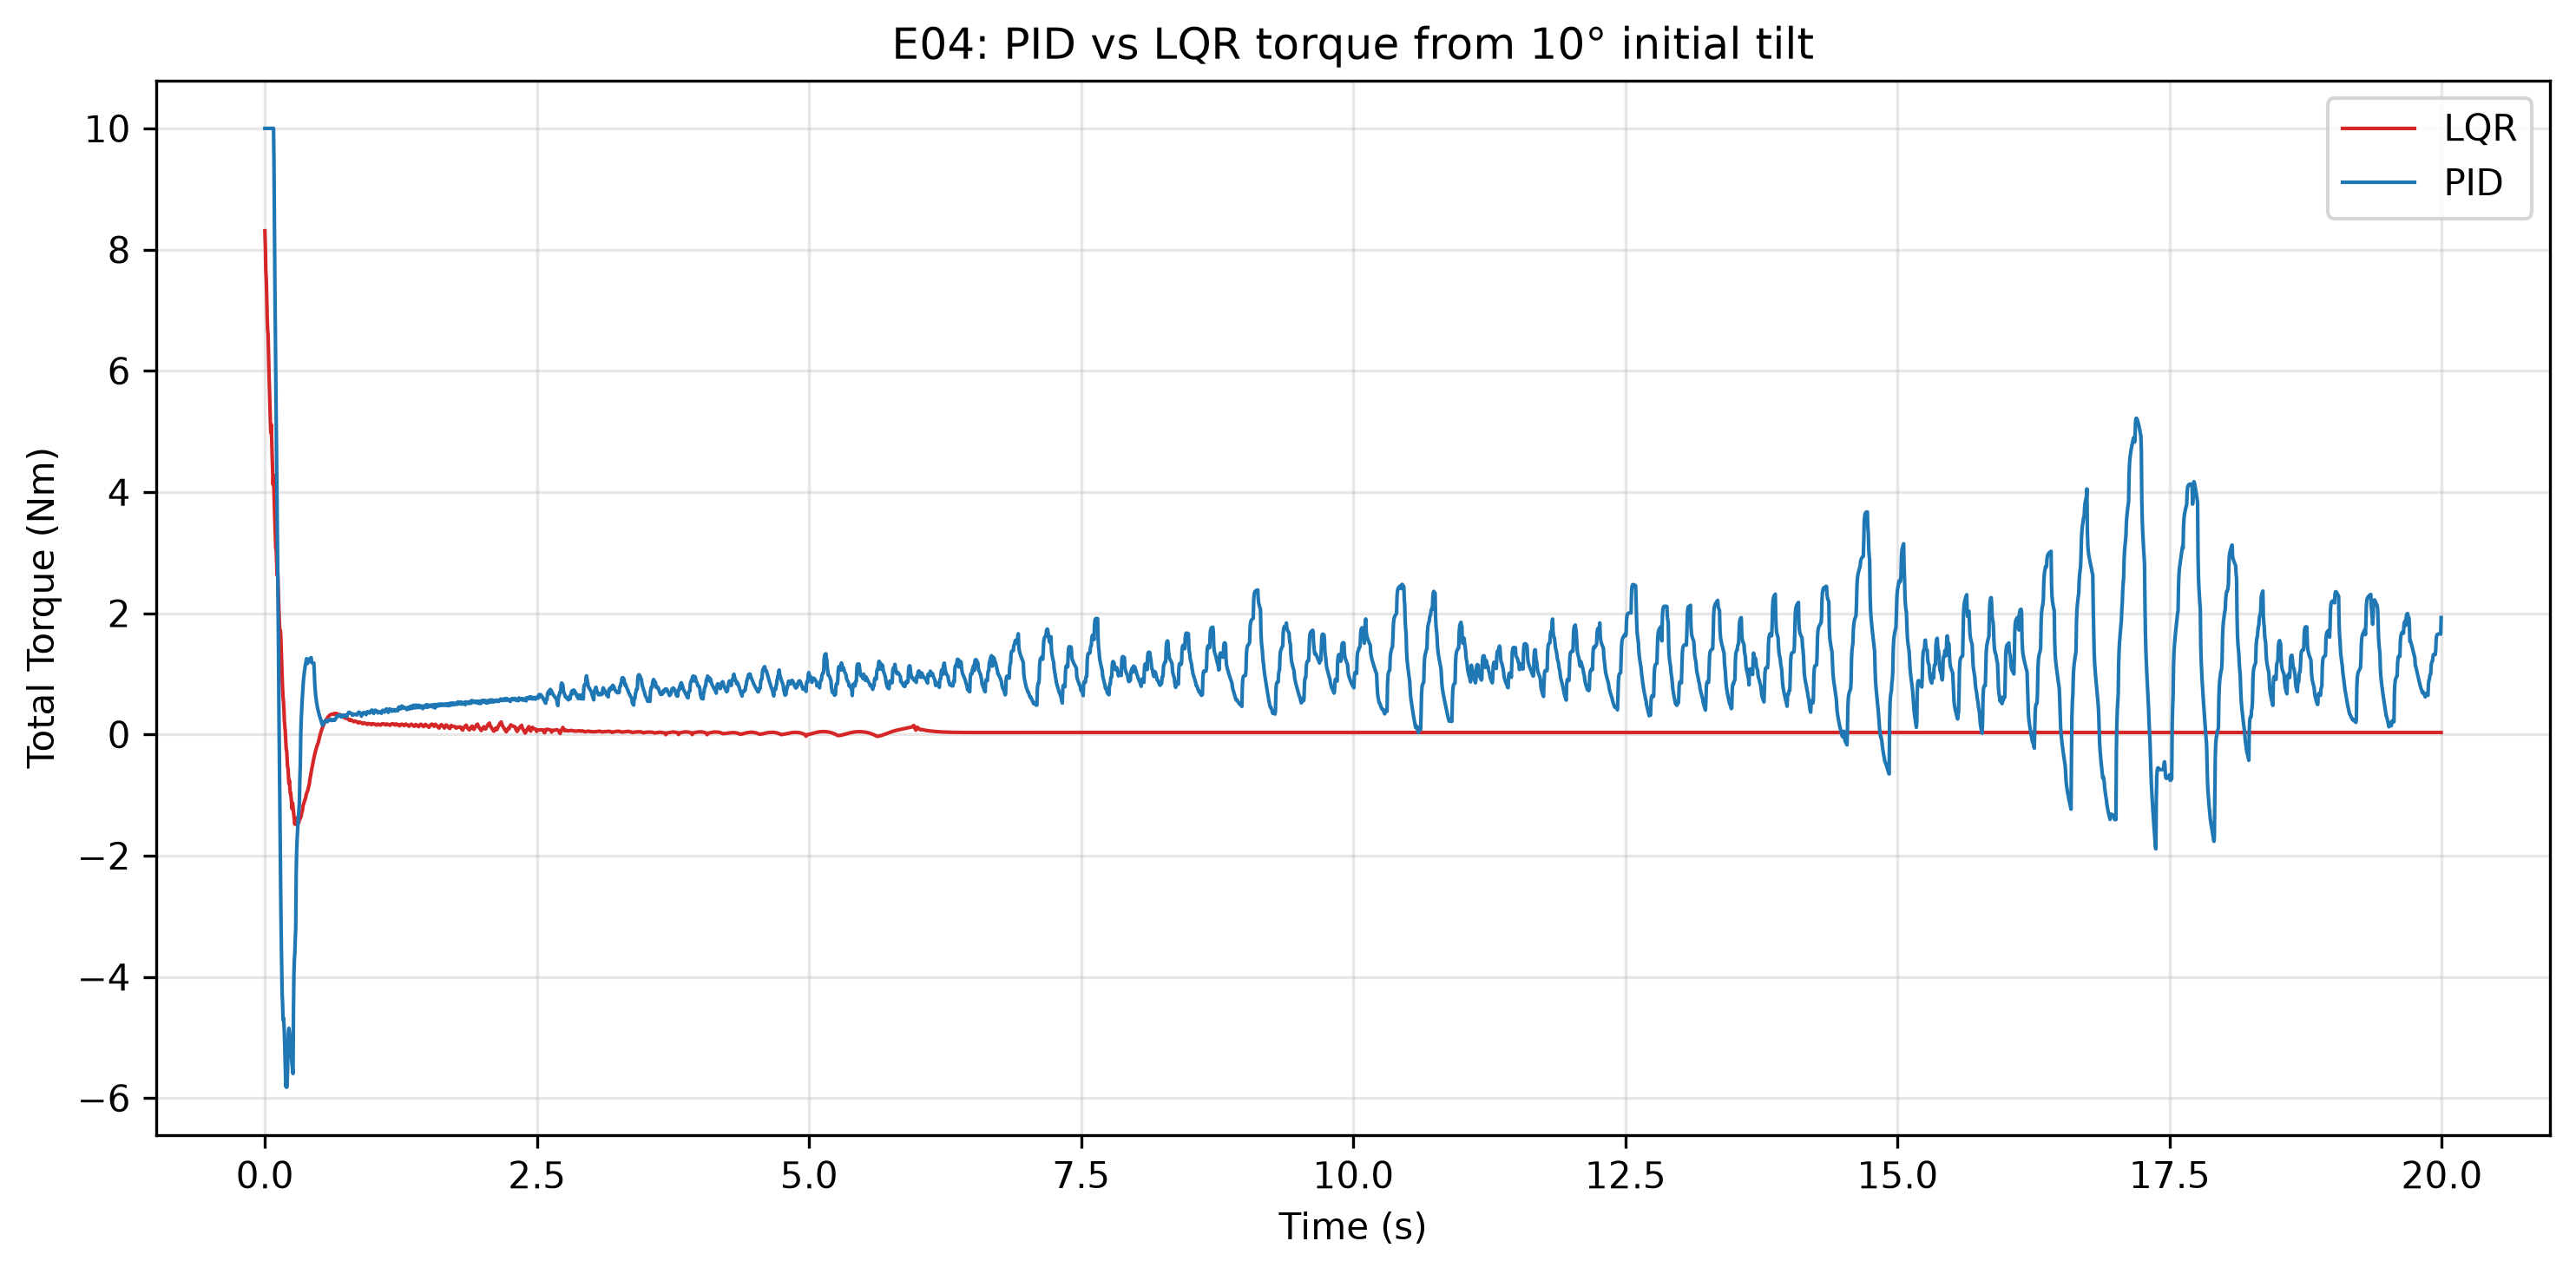 E04: PID vs LQR torque from 10° initial tilt
LQR
PID
Total Torque (Nm)
10
8
6
4
2
0
−2
−4
−6
0.0 2.5 5.0 7.5 10.0 12.5 15.0 17.5 20.0
Time (s)